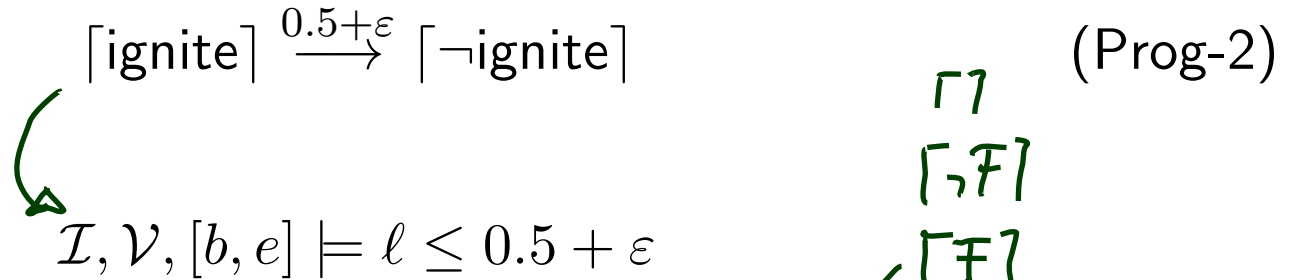 ⌈ignite⌉ —0.5+ε→ ⌈¬ignite⌉ (Prog-2)
⌈⌉
⌈¬F⌉
I, V, [b, e] ⊨ ℓ ≤ 0.5 + ε
⌈F⌉